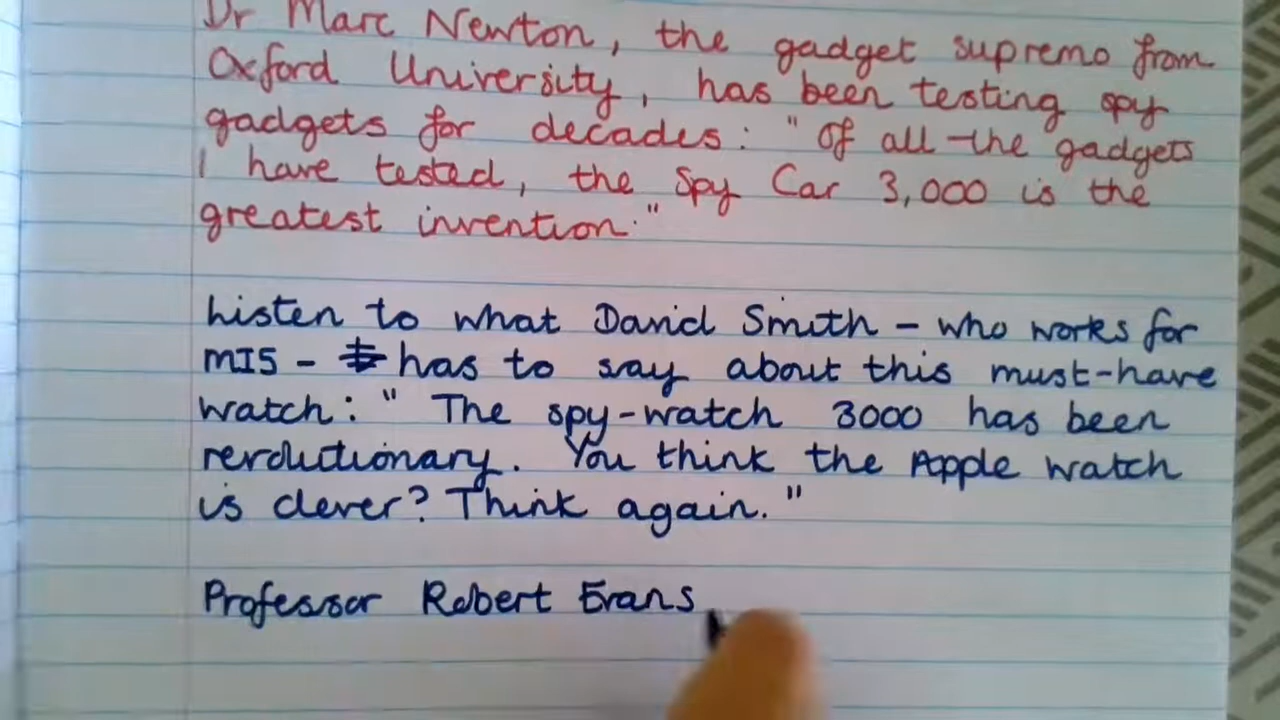 Dr Marc Newton, the gadget supremo from
Oxford University, has been testing spy
gadgets for decades: "Of all the gadgets
I have tested, the Spy Car 3,000 is the
greatest invention."
Listen to what David Smith - who works for
MI5 - has to say about this must-have
watch: "The spy-watch 3000 has been
revolutionary. You think the Apple watch
is clever? Think again."
Professor Robert Evans